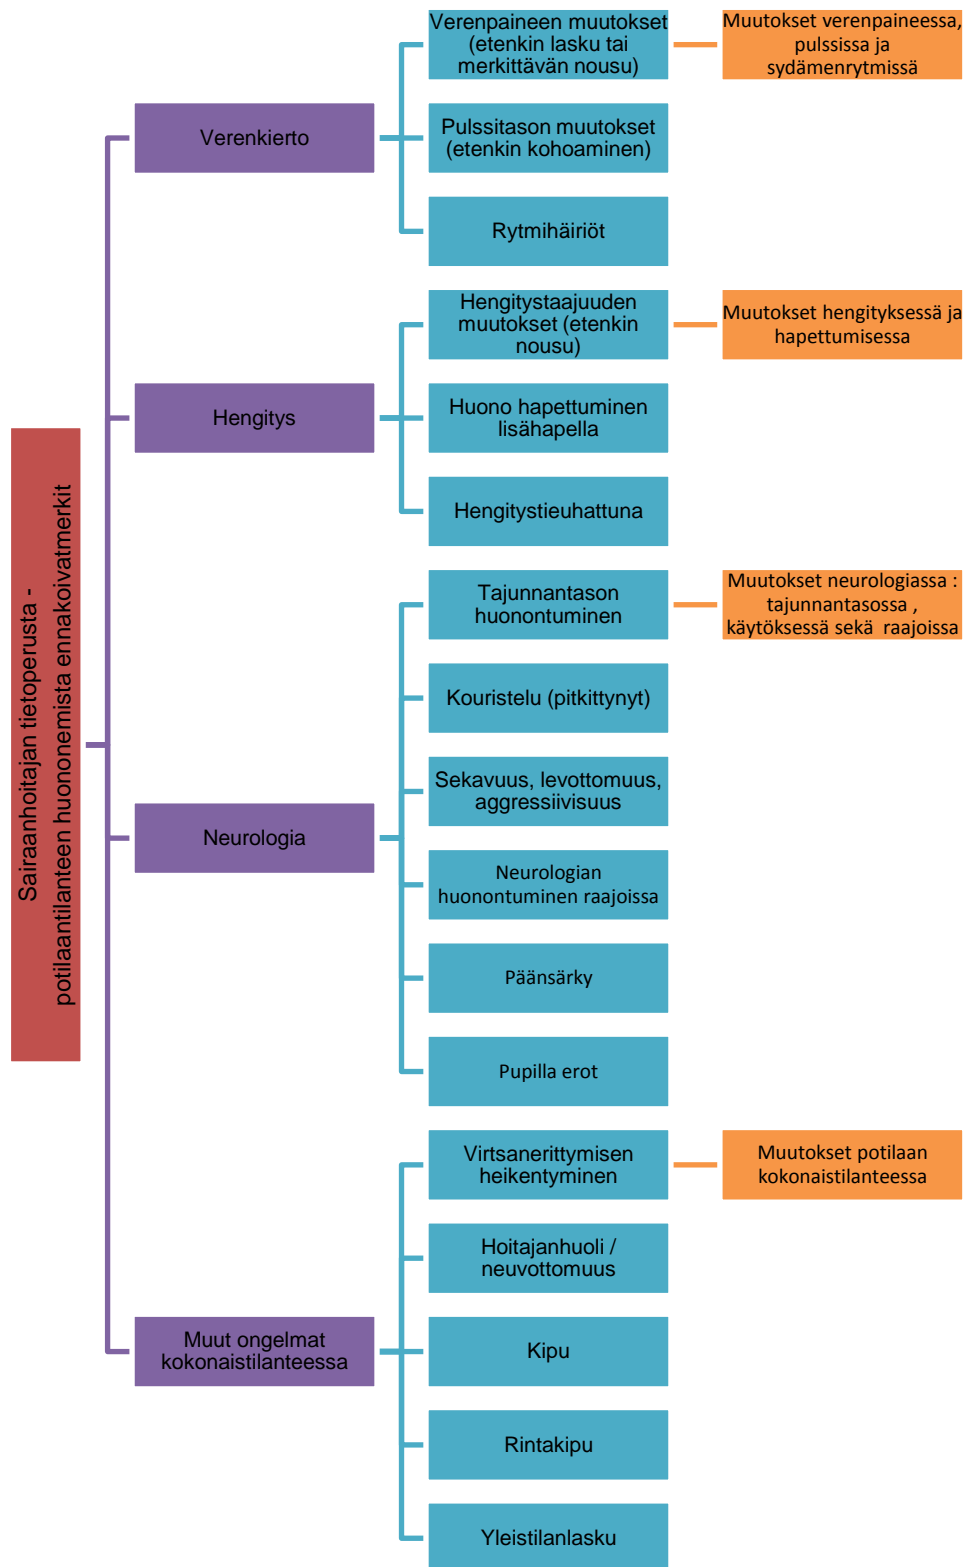 Sairaanhoitajan tietoperusta -
potilaantilanteen huononemista ennakoivatmerkit
Verenkierto
Verenpaineen muutokset
(etenkin lasku tai
merkittävän nousu)
Muutokset verenpaineessa,
pulssissa ja
sydämenrytmissä
Pulssitason muutokset
(etenkin kohoaminen)
Rytmihäiriöt
Hengitys
Hengitystaajuuden
muutokset (etenkin
nousu)
Muutokset hengityksessä ja
hapettumisessa
Huono hapettuminen
lisähapella
Hengitystieuhattuna
Neurologia
Tajunnantason
huonontuminen
Muutokset neurologiassa :
tajunnantasossa ,
käytöksessä sekä raajoissa
Kouristelu (pitkittynyt)
Sekavuus, levottomuus,
aggressiivisuus
Neurologian
huonontuminen raajoissa
Päänsärky
Pupilla erot
Muut ongelmat
kokonaistilanteessa
Virtsanerittymisen
heikentyminen
Muutokset potilaan
kokonaistilanteessa
Hoitajanhuoli /
neuvottomuus
Kipu
Rintakipu
Yleistilanlasku